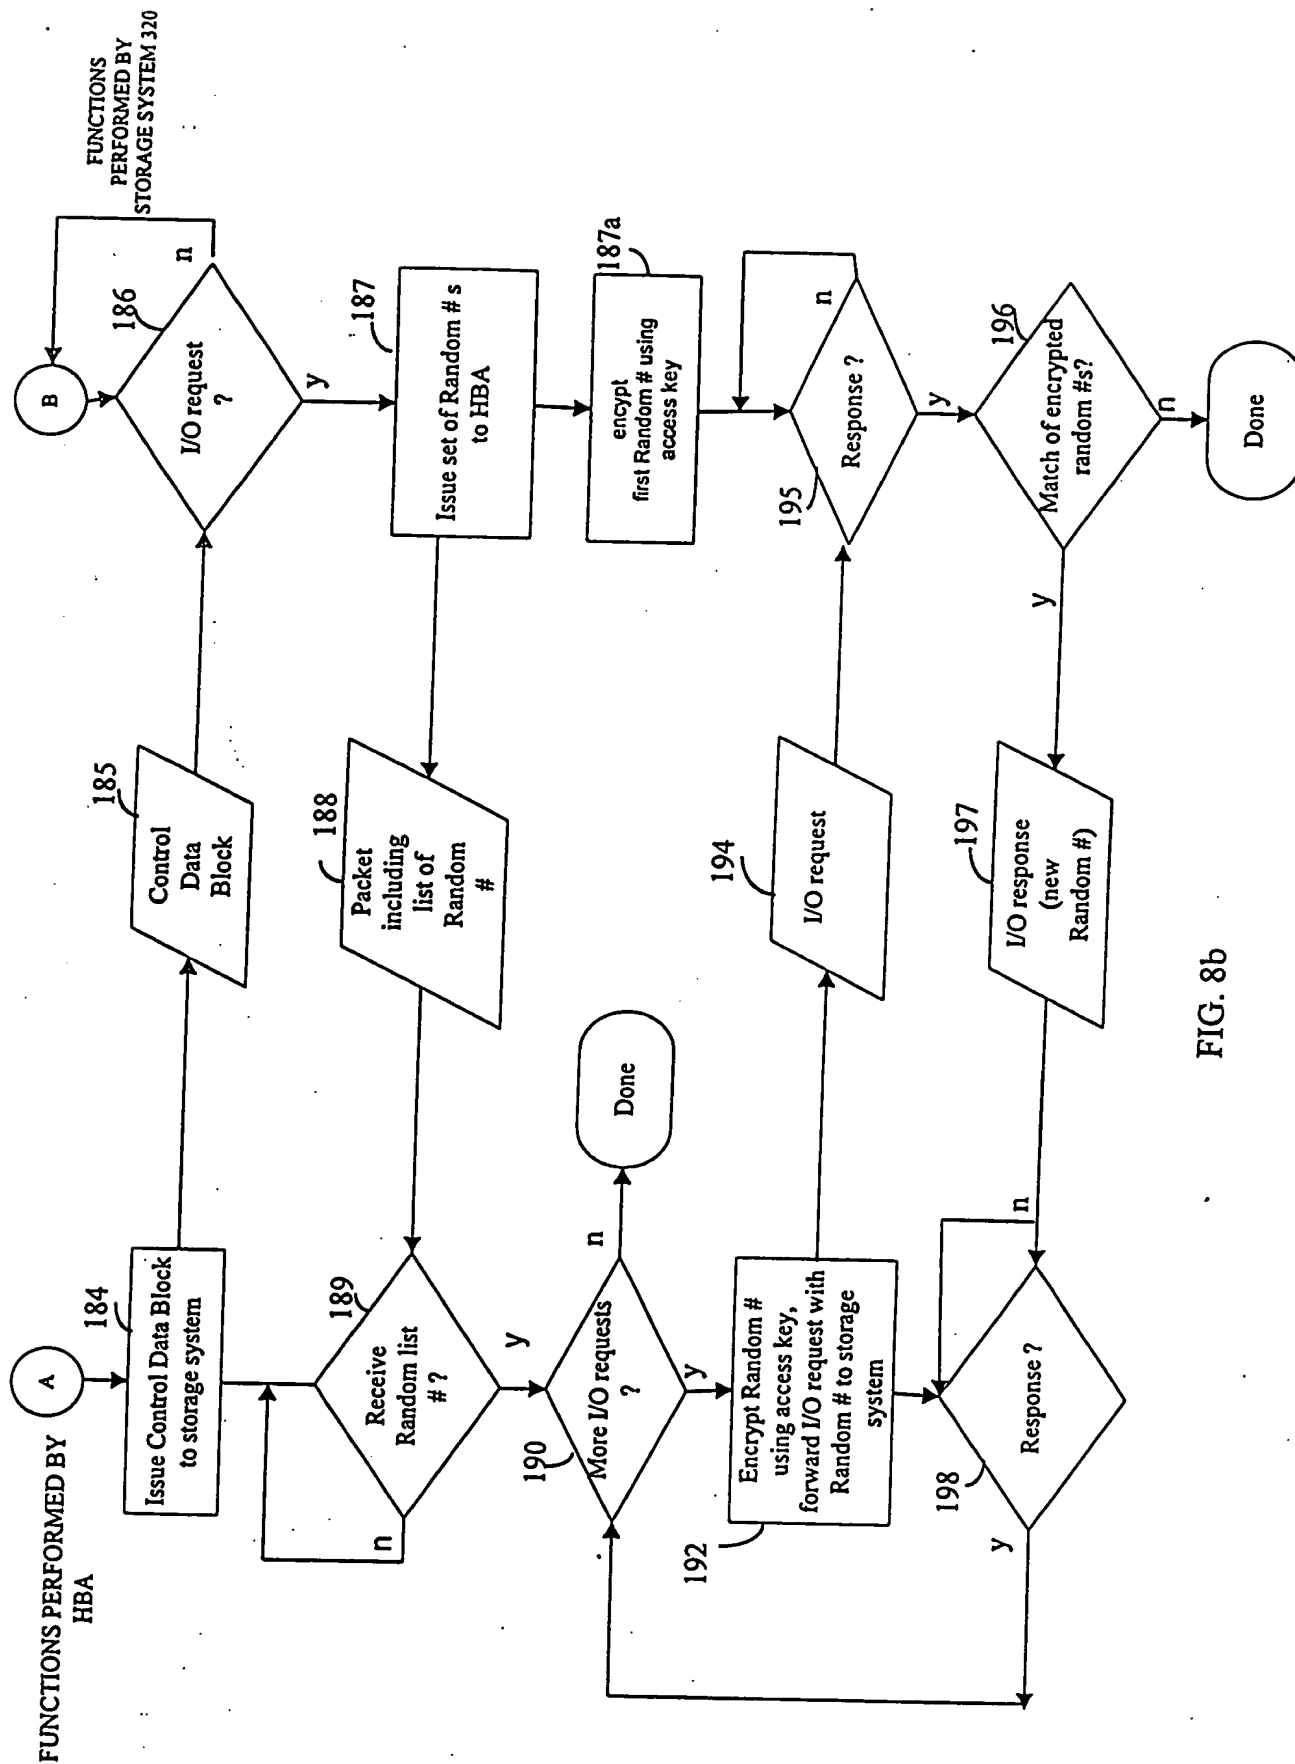 FUNCTIONS PERFORMED BY
HBA
A
184
Issue Control Data Block
to storage system
185
Control
Data
Block
FUNCTIONS
PERFORMED BY
STORAGE SYSTEM 320
B
186
I/O request
?
n
y
187
Issue set of Random # s
to HBA
188
Packet
including
list of
Random
#
189
Receive
Random list
# ?
n
y
187a
encrypt
first Random # using
access key
190
More I/O requests
?
n
Done
y
192
Encrypt Random #
using access key,
forward I/O request with
Random # to storage
system
194
I/O request
195
Response ?
n
y
196
Match of encrypted
random #s?
y
n
Done
197
I/O response
(new
Random #)
198
Response ?
n
y
FIG. 8b